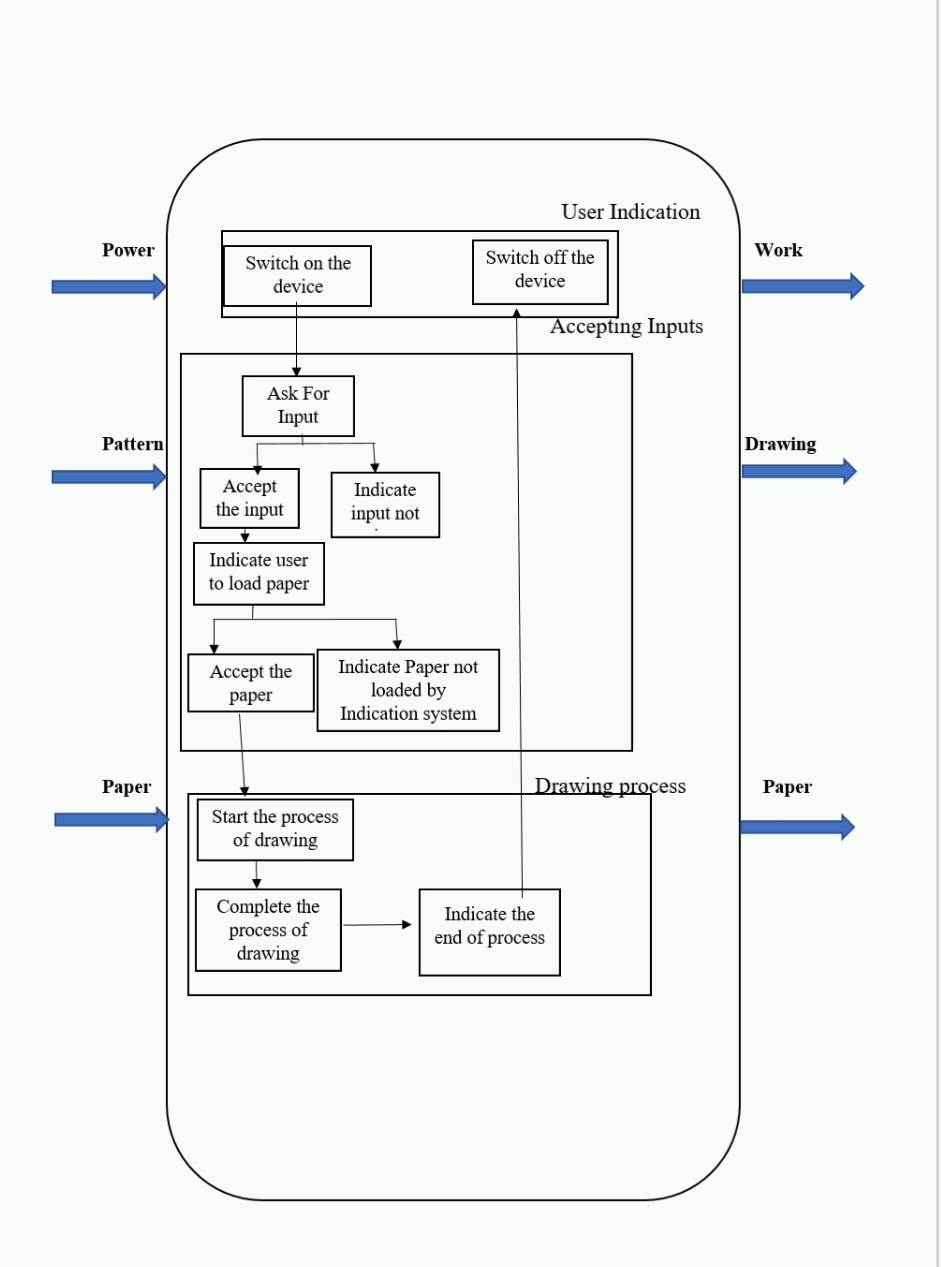 User Indication
Power
Work
Switch on the
device
Switch off the
device
Accepting Inputs
Ask For
Input
Pattern
Drawing
Accept
the input
Indicate
input not
Indicate user
to load paper
Accept the
paper
Indicate Paper not
loaded by
Indication system
Paper
Drawing process
Paper
Start the process
of drawing
Complete the
process of
drawing
Indicate the
end of process